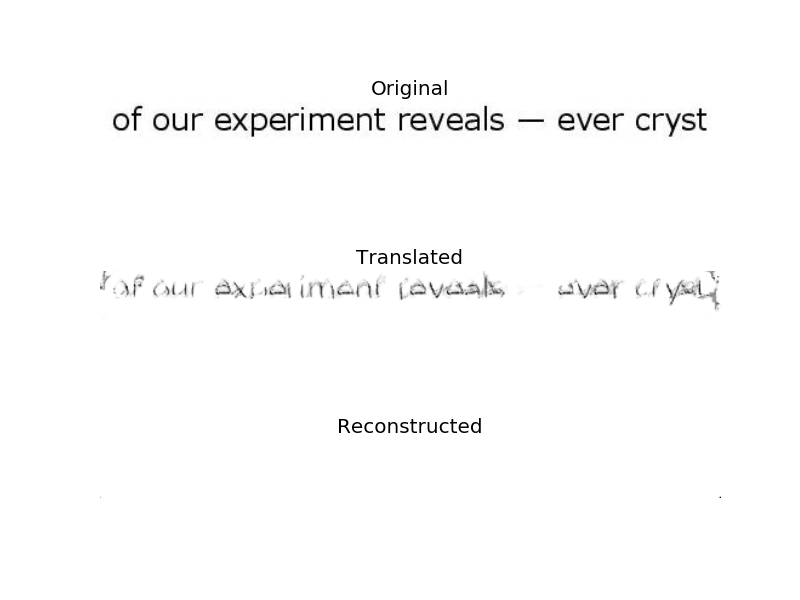 Original
of our experiment reveals — ever cryst
Translated
of our experiment reveals ever cryst
Reconstructed